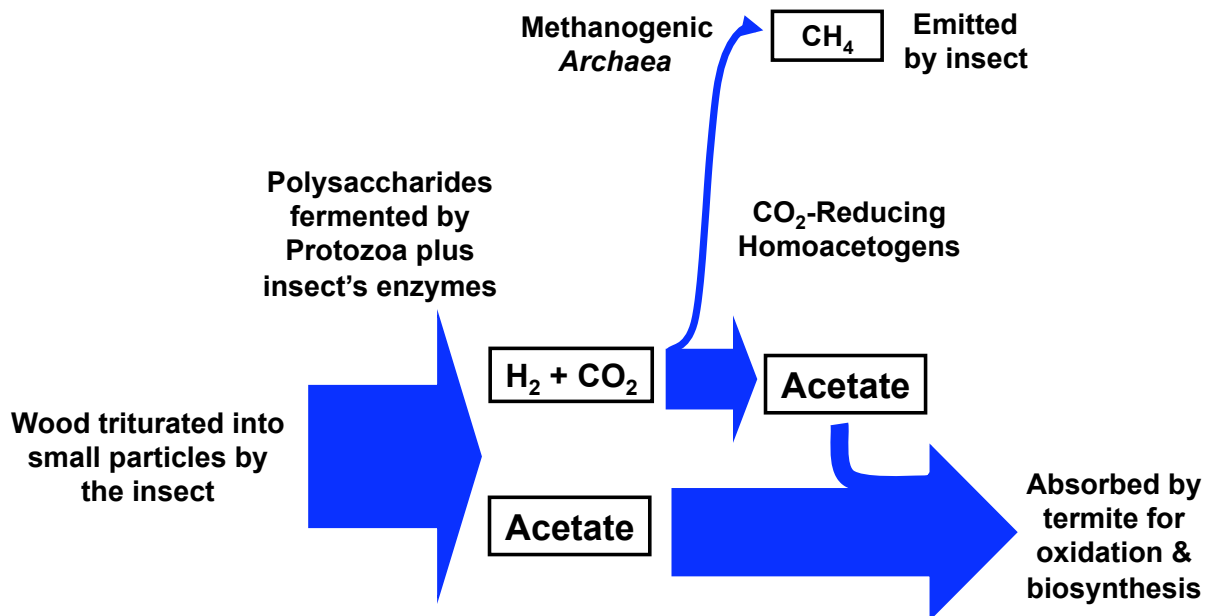 Methanogenic
Archaea
CH₄
Emitted
by insect
Polysaccharides
fermented by
Protozoa plus
insect's enzymes
CO₂-Reducing
Homoacetogens
H₂ + CO₂
Acetate
Wood triturated into
small particles by
the insect
Acetate
Absorbed by
termite for
oxidation &
biosynthesis